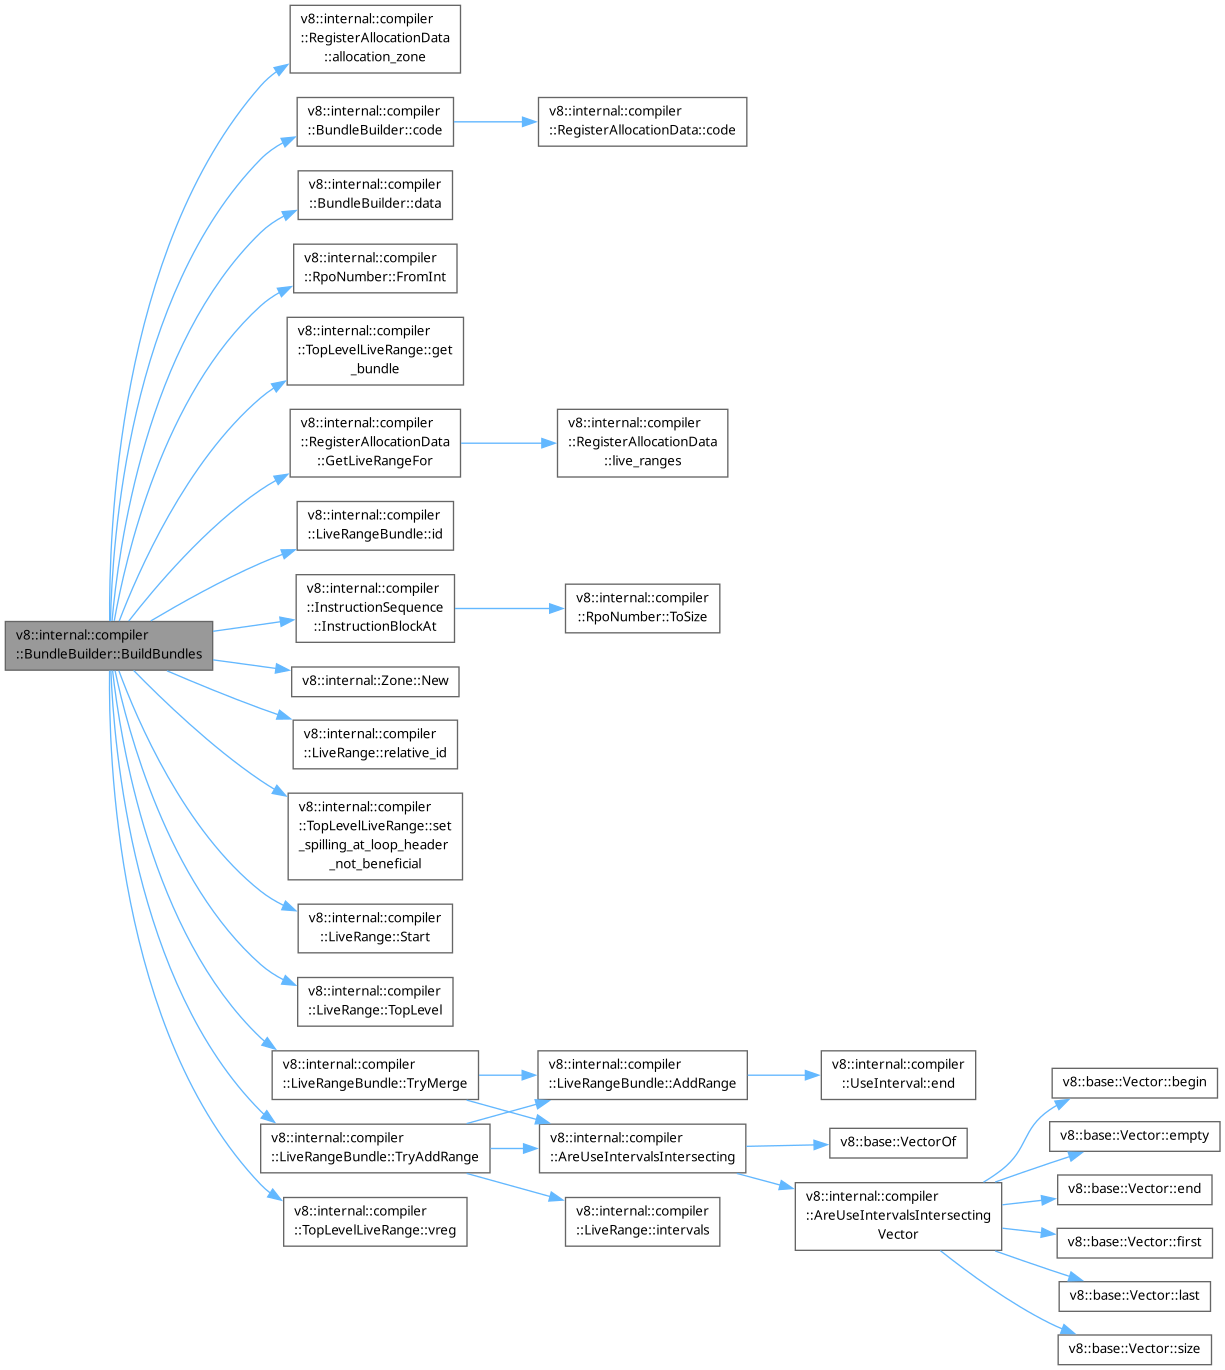 v8::internal::compiler
::RegisterAllocationData
::allocation_zone
v8::internal::compiler
::BundleBuilder::code
v8::internal::compiler
::RegisterAllocationData::code
v8::internal::compiler
::BundleBuilder::data
v8::internal::compiler
::RpoNumber::FromInt
v8::internal::compiler
::TopLevelLiveRange::get
_bundle
v8::internal::compiler
::RegisterAllocationData
::GetLiveRangeFor
v8::internal::compiler
::RegisterAllocationData
::live_ranges
v8::internal::compiler
::LiveRangeBundle::id
v8::internal::compiler
::InstructionSequence
::InstructionBlockAt
v8::internal::compiler
::RpoNumber::ToSize
v8::internal::compiler
::BundleBuilder::BuildBundles
v8::internal::Zone::New
v8::internal::compiler
::LiveRange::relative_id
v8::internal::compiler
::TopLevelLiveRange::set
_spilling_at_loop_header
_not_beneficial
v8::internal::compiler
::LiveRange::Start
v8::internal::compiler
::LiveRange::TopLevel
v8::internal::compiler
::LiveRangeBundle::TryMerge
v8::internal::compiler
::LiveRangeBundle::AddRange
v8::internal::compiler
::UseInterval::end
v8::internal::compiler
::LiveRangeBundle::TryAddRange
v8::internal::compiler
::AreUseIntervalsIntersecting
v8::base::VectorOf
v8::internal::compiler
::TopLevelLiveRange::vreg
v8::internal::compiler
::LiveRange::intervals
v8::internal::compiler
::AreUseIntervalsIntersecting
Vector
v8::base::Vector::begin
v8::base::Vector::empty
v8::base::Vector::end
v8::base::Vector::first
v8::base::Vector::last
v8::base::Vector::size